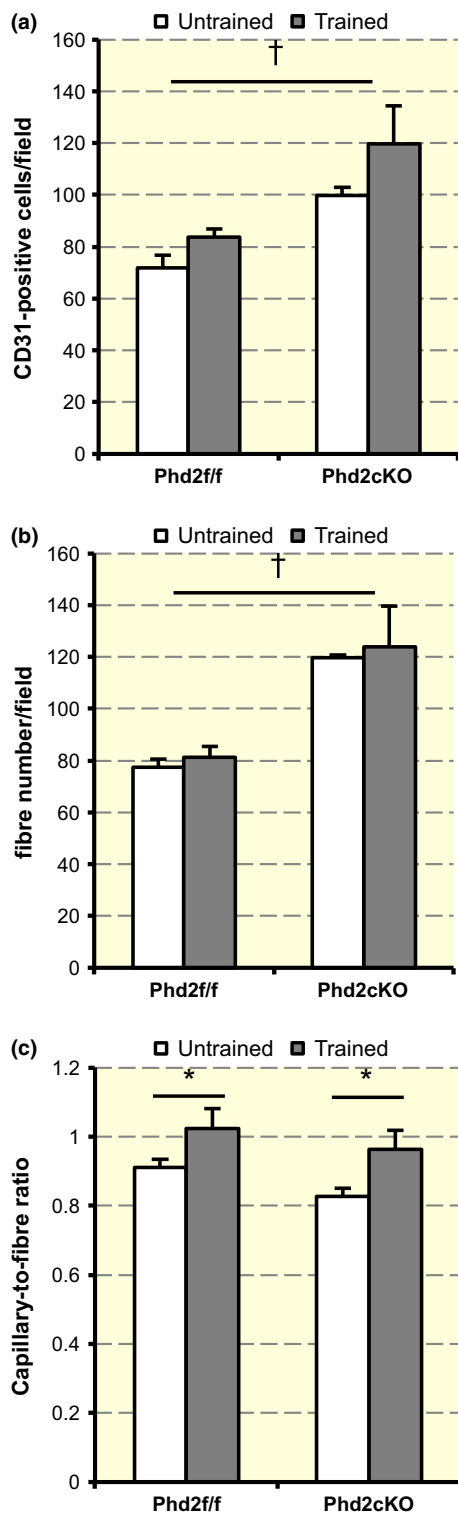 (a)
Untrained Trained
160
†
140
120
100
80
60
40
20
0
CD31-positive cells/field
Phd2f/f Phd2cKO
(b)
Untrained Trained
160
†
140
120
100
80
60
40
20
0
fibre number/field
Phd2f/f Phd2cKO
(c)
Untrained Trained
1.2
* *
1
0.8
0.6
0.4
0.2
0
Capillary-to-fibre ratio
Phd2f/f Phd2cKO